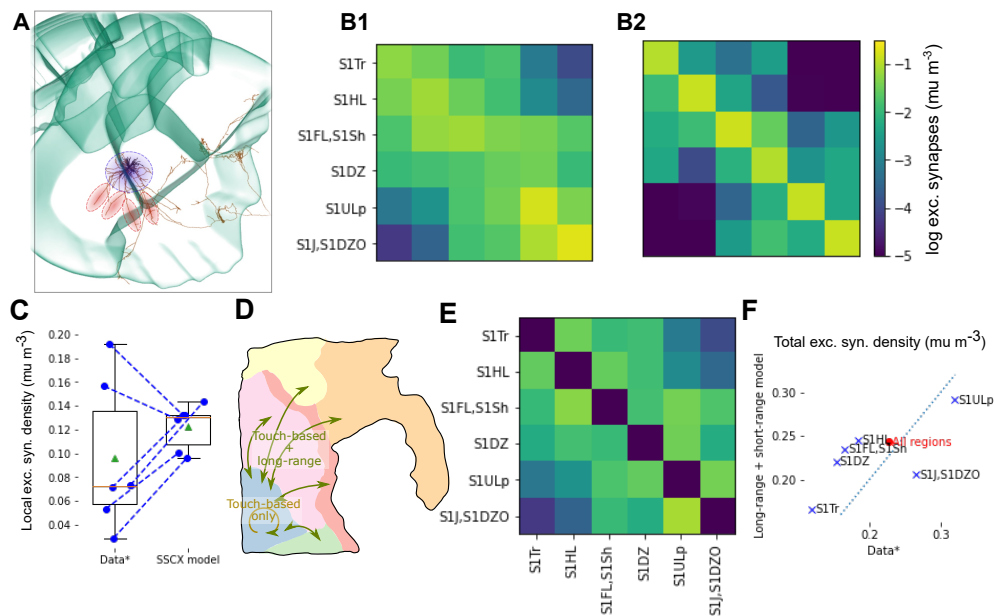 A
B1
B2
S1Tr
S1HL
S1FL,S1Sh
S1DZ
S1ULp
S1J,S1DZO
−1
−2
−3
−4
−5
log exc. synapses (mu m⁻³)
C
Local exc. syn. density (mu m⁻³)
0.20
0.18
0.16
0.14
0.12
0.10
0.08
0.06
0.04
Data*
SSCX model
D
Touch-based
+
long-range
Touch-based
only
E
S1Tr
S1HL
S1FL,S1Sh
S1DZ
S1ULp
S1J,S1DZO
S1Tr
S1HL
S1FL,S1Sh
S1DZ
S1ULp
S1J,S1DZO
F
Total exc. syn. density (mu m⁻³)
Long-range + short-range model
0.30
0.25
0.20
S1ULp
S1HL
All regions
S1FL,S1Sh
S1DZ
S1J,S1DZO
S1Tr
0.2
0.3
Data*